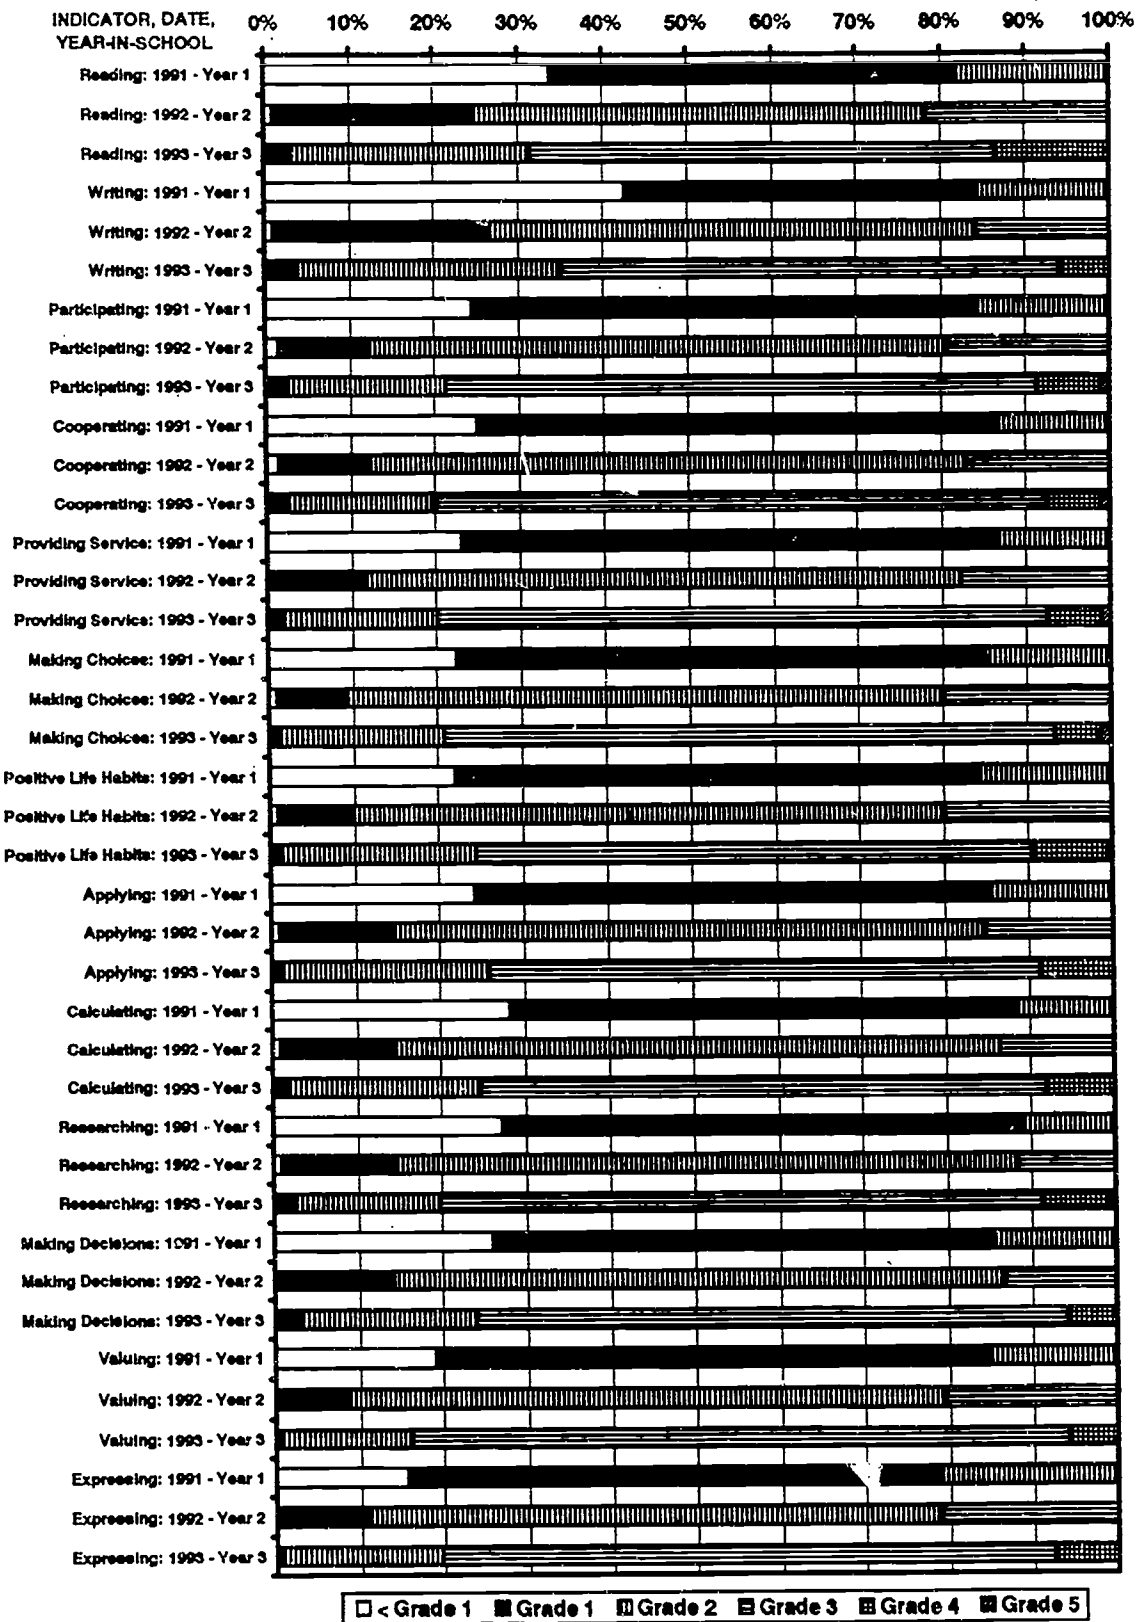 INDICATOR, DATE, 0% 10% 20% 30% 40% 50% 60% 70% 80% 90% 100%
YEAR-IN-SCHOOL
Reading: 1991 - Year 1
Reading: 1992 - Year 2
Reading: 1993 - Year 3
Writing: 1991 - Year 1
Writing: 1992 - Year 2
Writing: 1993 - Year 3
Participating: 1991 - Year 1
Participating: 1992 - Year 2
Participating: 1993 - Year 3
Cooperating: 1991 - Year 1
Cooperating: 1992 - Year 2
Cooperating: 1993 - Year 3
Providing Service: 1991 - Year 1
Providing Service: 1992 - Year 2
Providing Service: 1993 - Year 3
Making Choices: 1991 - Year 1
Making Choices: 1992 - Year 2
Making Choices: 1993 - Year 3
Positive Life Habits: 1991 - Year 1
Positive Life Habits: 1992 - Year 2
Positive Life Habits: 1993 - Year 3
Applying: 1991 - Year 1
Applying: 1992 - Year 2
Applying: 1993 - Year 3
Calculating: 1991 - Year 1
Calculating: 1992 - Year 2
Calculating: 1993 - Year 3
Researching: 1991 - Year 1
Researching: 1992 - Year 2
Researching: 1993 - Year 3
Making Decisions: 1991 - Year 1
Making Decisions: 1992 - Year 2
Making Decisions: 1993 - Year 3
Valuing: 1991 - Year 1
Valuing: 1992 - Year 2
Valuing: 1993 - Year 3
Expressing: 1991 - Year 1
Expressing: 1992 - Year 2
Expressing: 1993 - Year 3
< Grade 1 Grade 1 Grade 2 Grade 3 Grade 4 Grade 5